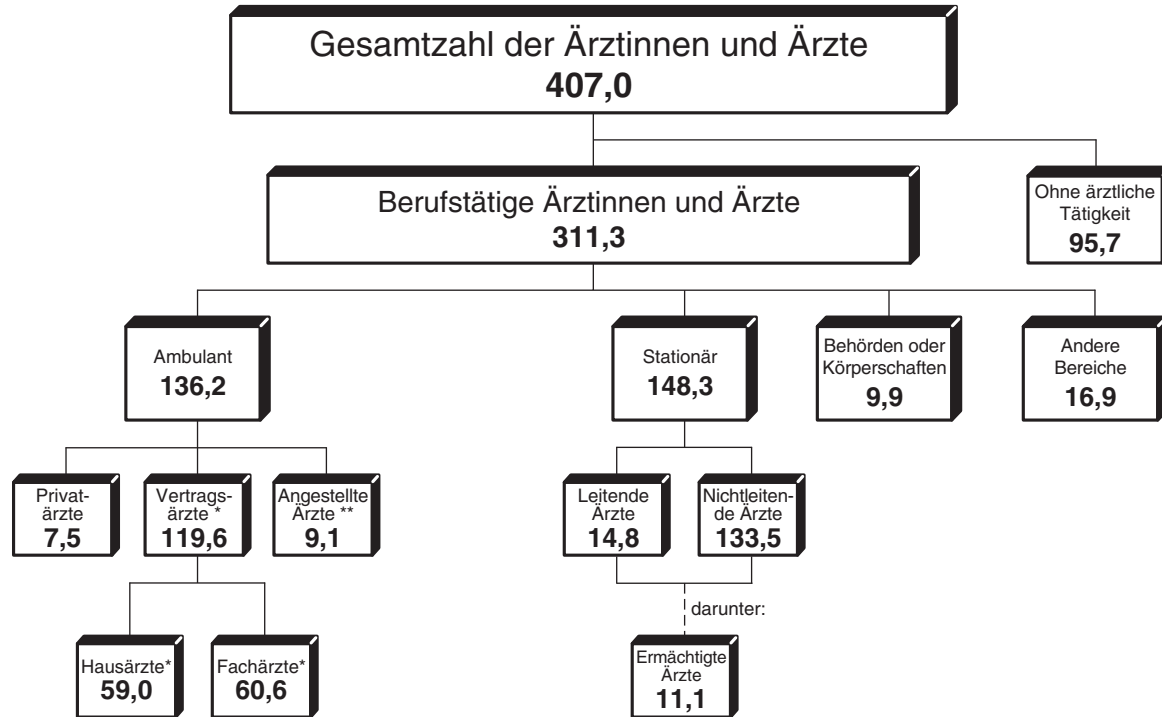 Gesamtzahl der Ärztinnen und Ärzte
407,0
Berufstätige Ärztinnen und Ärzte
311,3
Ohne ärztliche
Tätigkeit
95,7
Ambulant
136,2
Stationär
148,3
Behörden oder
Körperschaften
9,9
Andere
Bereiche
16,9
Privat-
ärzte
7,5
Vertrags-
ärzte *
119,6
Angestellte
Ärzte **
9,1
Leitende
Ärzte
14,8
Nichtleiten-
de Ärzte
133,5
darunter:
Hausärzte*
59,0
Fachärzte*
60,6
Ermächtigte
Ärzte
11,1